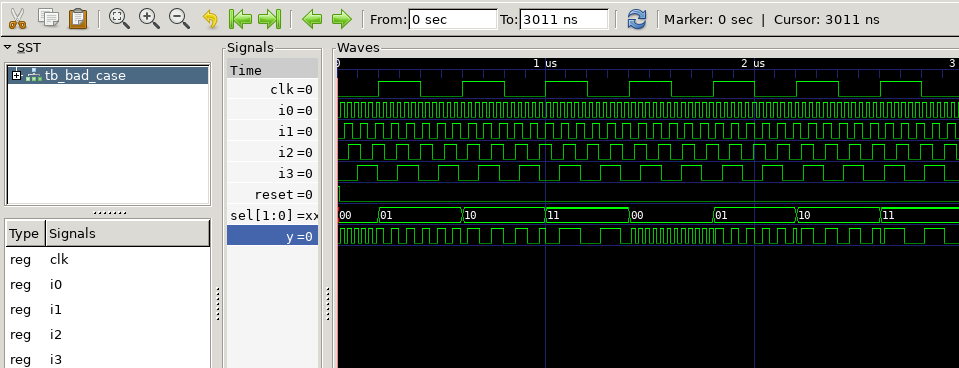 From: 0 sec To: 3011 ns Marker: 0 sec | Cursor: 3011 ns
SST
tb_bad_case
Type Signals
reg clk
reg i0
reg i1
reg i2
reg i3
Signals
Time
clk =0
i0 =0
i1 =0
i2 =0
i3 =0
reset =0
sel[1:0] =xx
y =0
Waves
0 1 us 2 us 3
00 01 10 11 00 01 10 11